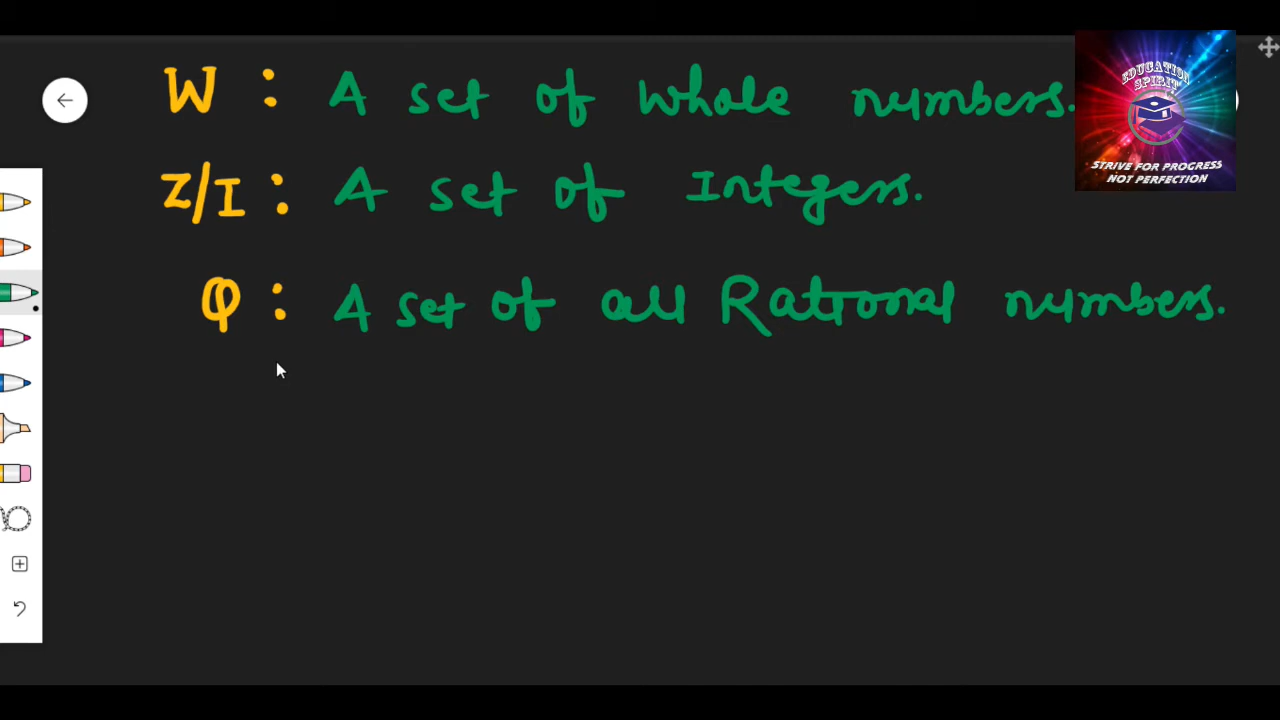 W : A set of whole numbers.
Z/I : A set of Integers.
Q : A set of all Rational numbers.
EDUCATION
SPIRIT
STRIVE FOR PROGRESS
NOT PERFECTION